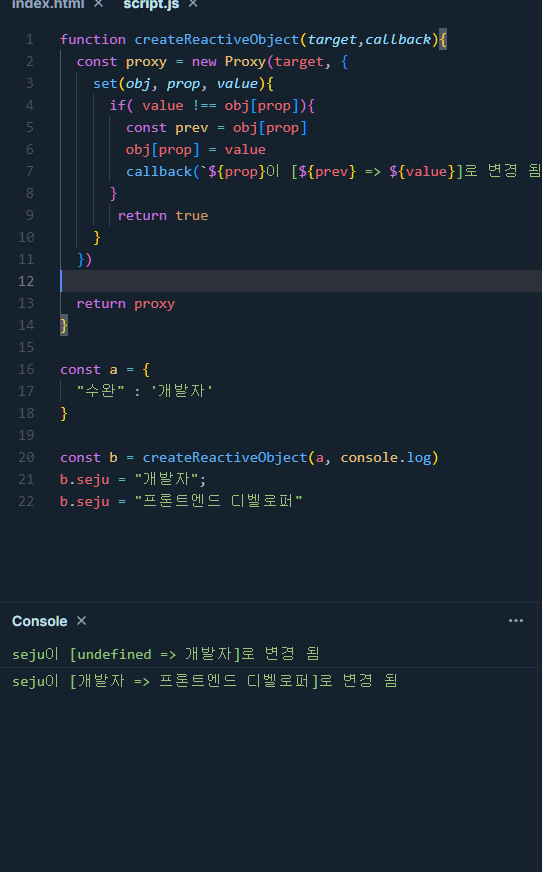 index.html × script.js ×
1 function createReactiveObject(target,callback){
2 const proxy = new Proxy(target, {
3 set(obj, prop, value){
4 if( value !== obj[prop]){
5 const prev = obj[prop]
6 obj[prop] = value
7 callback(`${prop}이 [${prev} => ${value}]로 변경 됨
8 }
9 return true
10 }
11 })
12
13 return proxy
14 }
15
16 const a = {
17 "수완" : '개발자'
18 }
19
20 const b = createReactiveObject(a, console.log)
21 b.seju = "개발자";
22 b.seju = "프론트엔드 디벨로퍼"
Console × ···
seju이 [undefined => 개발자]로 변경 됨
seju이 [개발자 => 프론트엔드 디벨로퍼]로 변경 됨